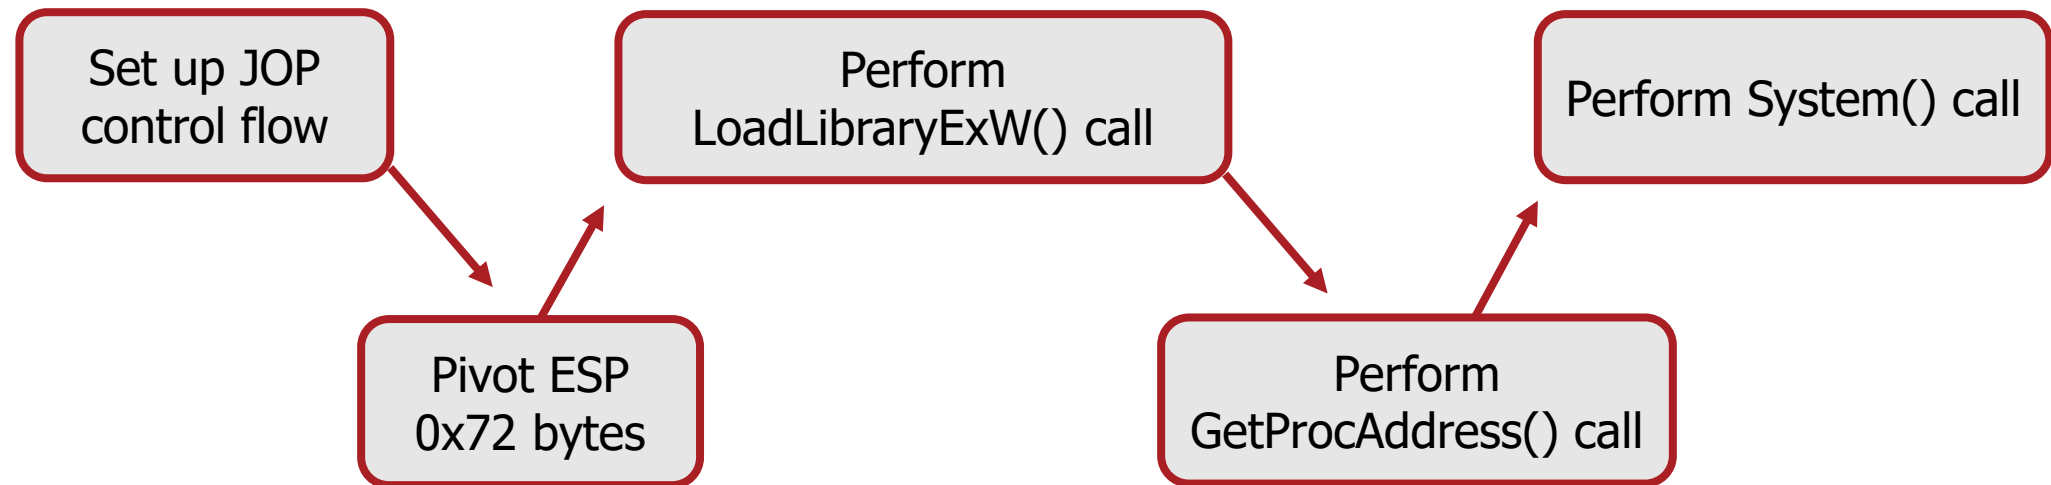 Set up JOP
control flow
Pivot ESP
0x72 bytes
Perform
LoadLibraryExW() call
Perform
GetProcAddress() call
Perform System() call